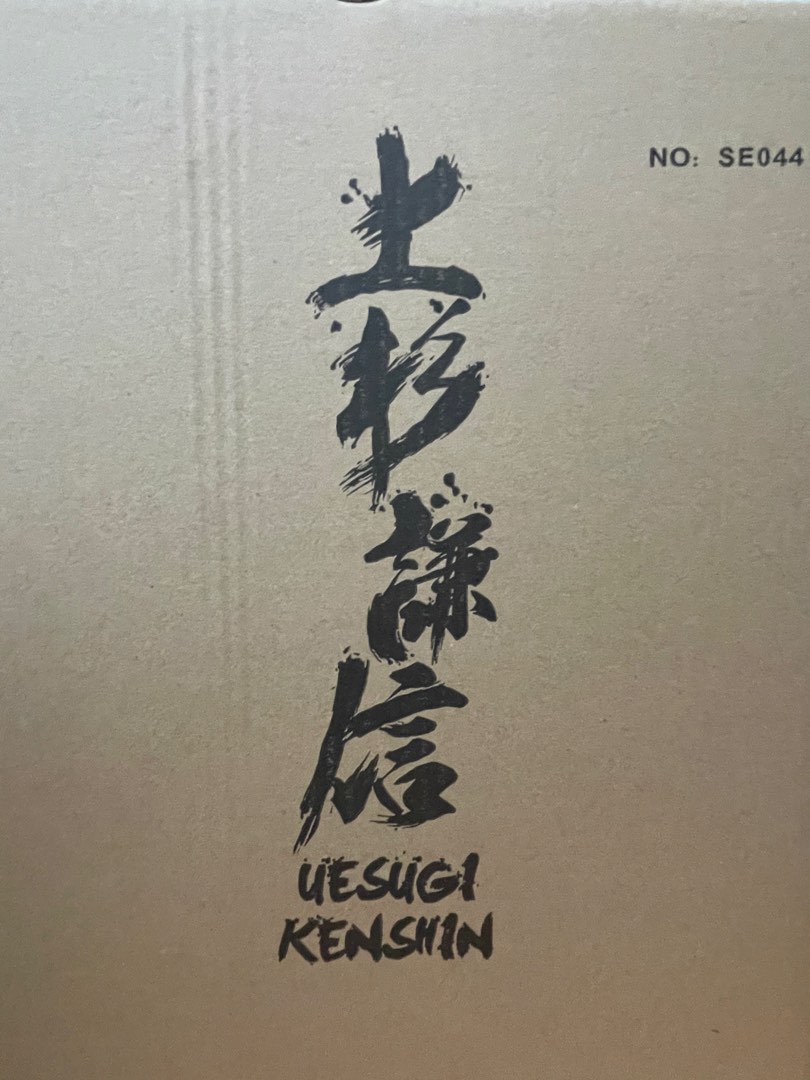 NO: SE044
上杉謙信
UESUGI
KENSHIN